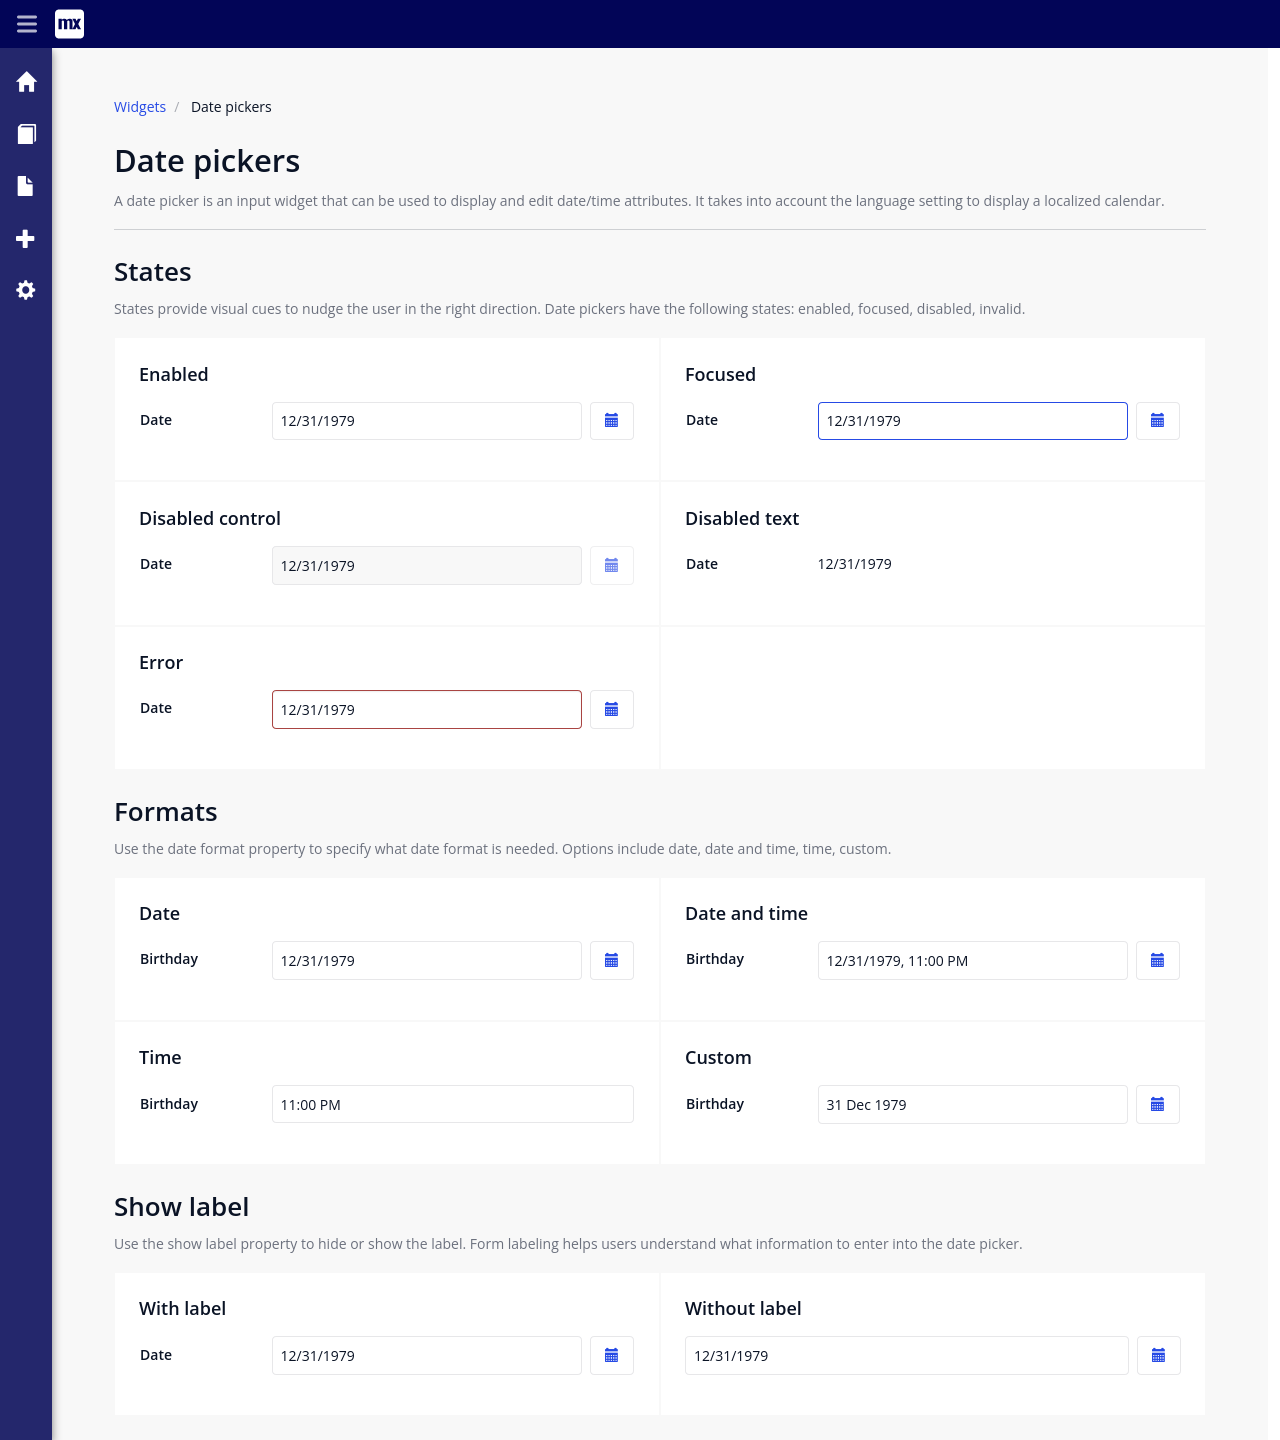 mx
Widgets / Date pickers
Date pickers
A date picker is an input widget that can be used to display and edit date/time attributes. It takes into account the language setting to display a localized calendar.
States
States provide visual cues to nudge the user in the right direction. Date pickers have the following states: enabled, focused, disabled, invalid.
Enabled
Date 12/31/1979
Focused
Date 12/31/1979
Disabled control
Date 12/31/1979
Disabled text
Date 12/31/1979
Error
Date 12/31/1979
Formats
Use the date format property to specify what date format is needed. Options include date, date and time, time, custom.
Date
Birthday 12/31/1979
Date and time
Birthday 12/31/1979, 11:00 PM
Time
Birthday 11:00 PM
Custom
Birthday 31 Dec 1979
Show label
Use the show label property to hide or show the label. Form labeling helps users understand what information to enter into the date picker.
With label
Date 12/31/1979
Without label
12/31/1979